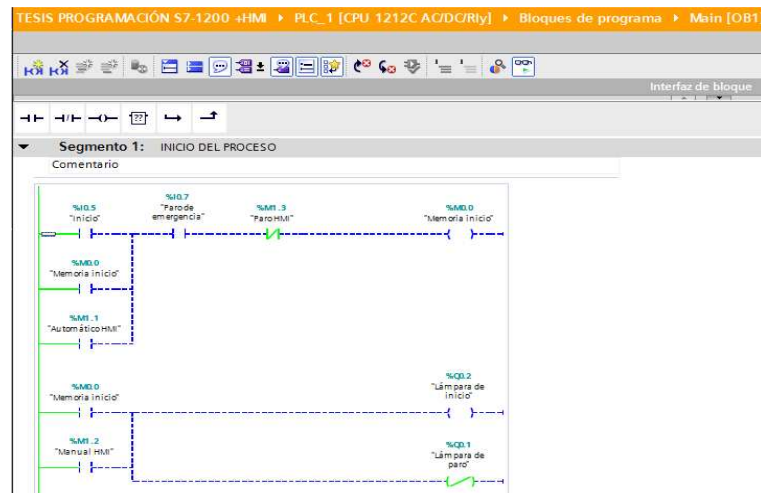 TESIS PROGRAMACIÓN S7-1200 +HMI ▸ PLC_1 [CPU 1212C AC/DC/Rly] ▸ Bloques de programa ▸ Main [OB1
Interfaz de bloque
??
Segmento 1: INICIO DEL PROCESO
Comentario
%I0.5
"Inicio"
%I0.7
"Paro de
emergencia"
%M1.3
"Paro HMI"
%M0.0
"Memoria inicio"
%M0.0
"Memoria inicio"
%M1.1
"Automático HMI"
%M0.0
"Memoria inicio"
%Q0.2
"Lámpara de
inicio"
%M1.2
"Manual HMI"
%Q0.1
"Lámpara de
paro"